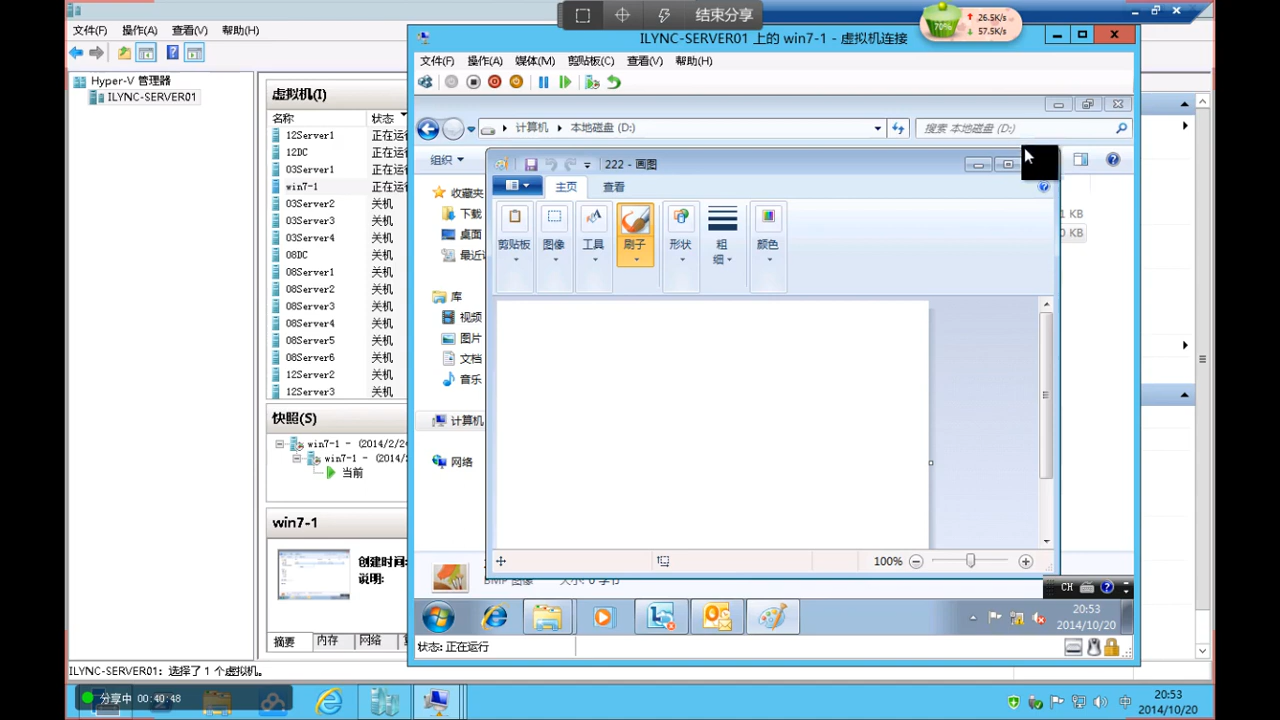 结束分享
70%
26.5K/s
57.5K/s
文件(F) 操作(A) 查看(V) 帮助(H)
ILYNC-SERVER01 上的 win7-1 - 虚拟机连接
文件(F) 操作(A) 媒体(M) 剪贴板(C) 查看(V) 帮助(H)
Hyper-V 管理器
ILYNC-SERVER01
虚拟机(I)
名称 状态
12Server1 正在运
12DC 正在运
03Server1 正在运
win7-1 正在运
03Server2 关机
03Server3 关机
03Server4 关机
08DC 关机
08Server1 关机
08Server2 关机
08Server3 关机
08Server4 关机
08Server5 关机
08Server6 关机
12Server2 关机
12Server3 关机
快照(S)
win7-1 - (2014/2/2
win7-1 - (2014/
当前
win7-1
创建时间:
说明:
摘要 内存 网络
计算机 本地磁盘 (D:)
搜索 本地磁盘 (D:)
组织
收藏夹
下载
桌面
最近
库
视频
图片
文档
音乐
计算机
网络
KB
KB
222 - 画图
主页 查看
剪贴板 图像 工具 刷子 形状 粗细 颜色
100%
BMP 图像 大小: 0 字节
CH
20:53
2014/10/20
状态: 正在运行
ILYNC-SERVER01: 选择了 1 个虚拟机。
分享中 00:40:48
中
20:53
2014/10/20